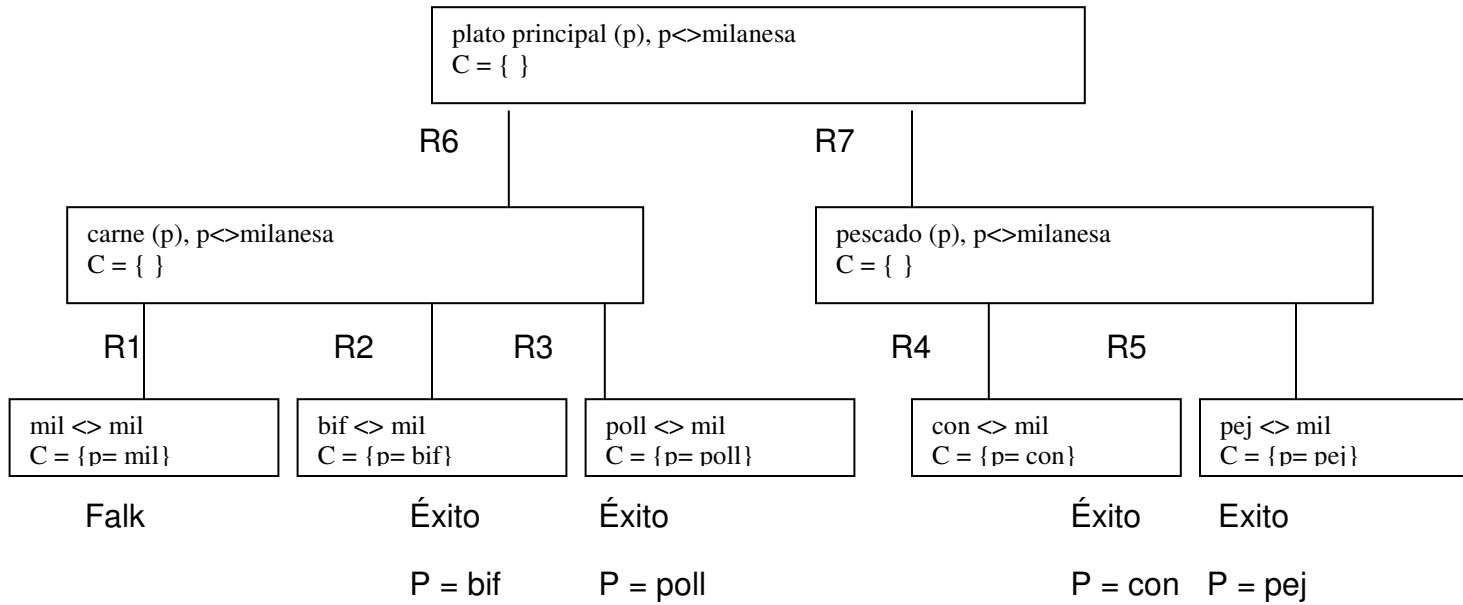 plato principal (p), p<>milanesa
C = { }
R6
R7
carne (p), p<>milanesa
C = { }
pescado (p), p<>milanesa
C = { }
R1
R2
R3
R4
R5
mil <> mil
C = {p= mil}
bif <> mil
C = {p= bif}
poll <> mil
C = {p= poll}
con <> mil
C = {p= con}
pej <> mil
C = {p= pej}
Falk
Éxito
Éxito
Éxito
Exito
P = bif
P = poll
P = con
P = pej